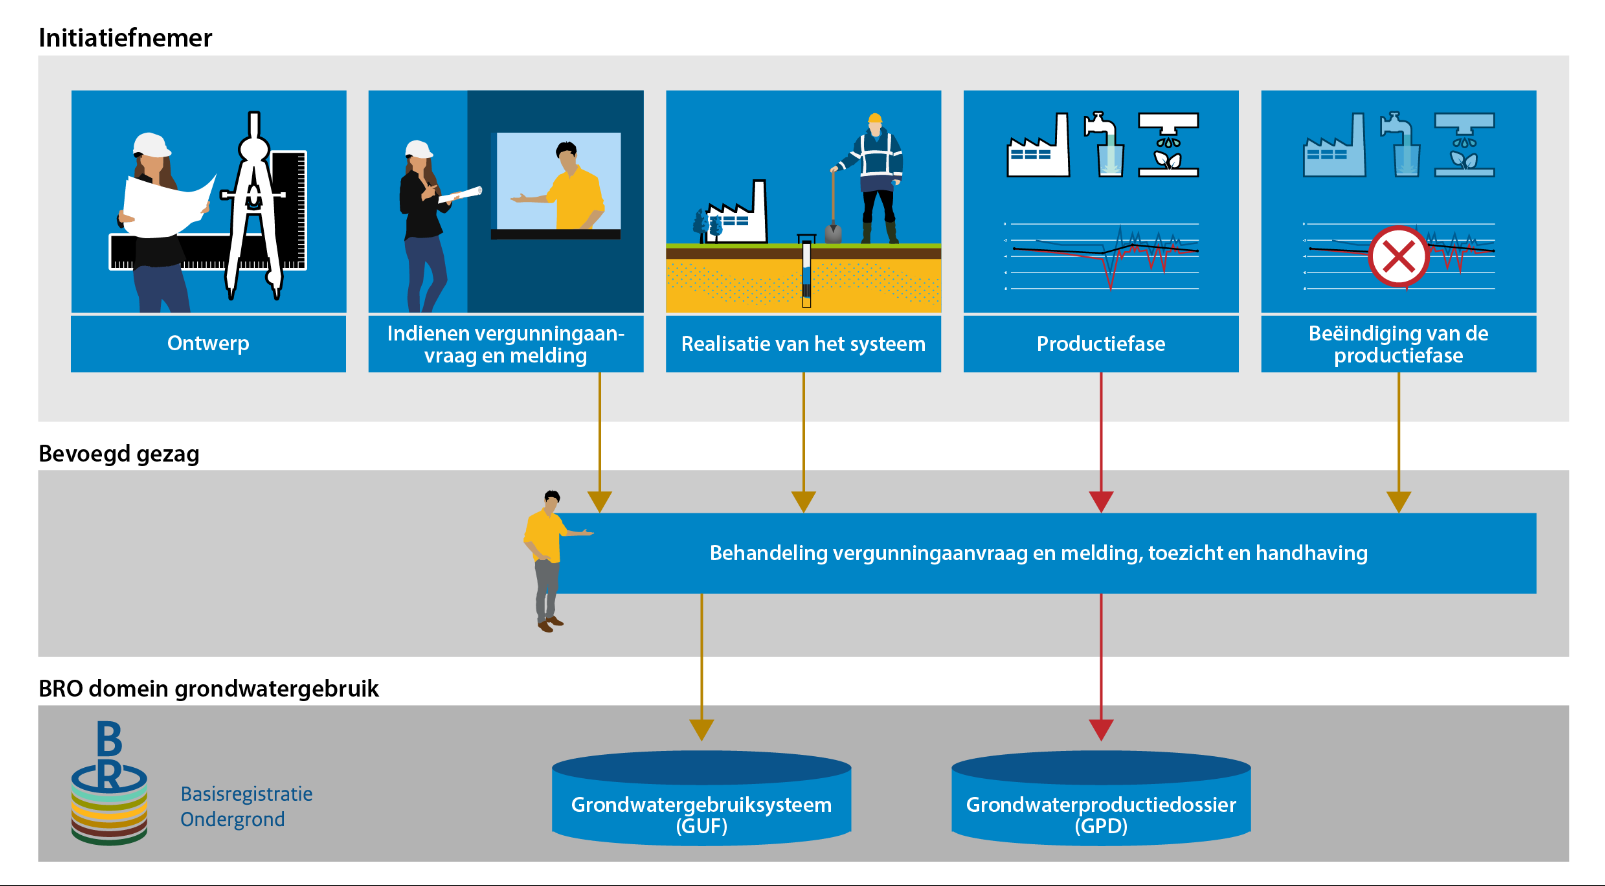 Initiatiefnemer
Ontwerp
Indienen vergunningaan-
vraag en melding
Realisatie van het systeem
Productiefase
Beëindiging van de
productiefase
Bevoegd gezag
Behandeling vergunningaanvraag en melding, toezicht en handhaving
BRO domein grondwatergebruik
B
R
Basisregistratie
Ondergrond
Grondwatergebruiksysteem
(GUF)
Grondwaterproductiedossier
(GPD)